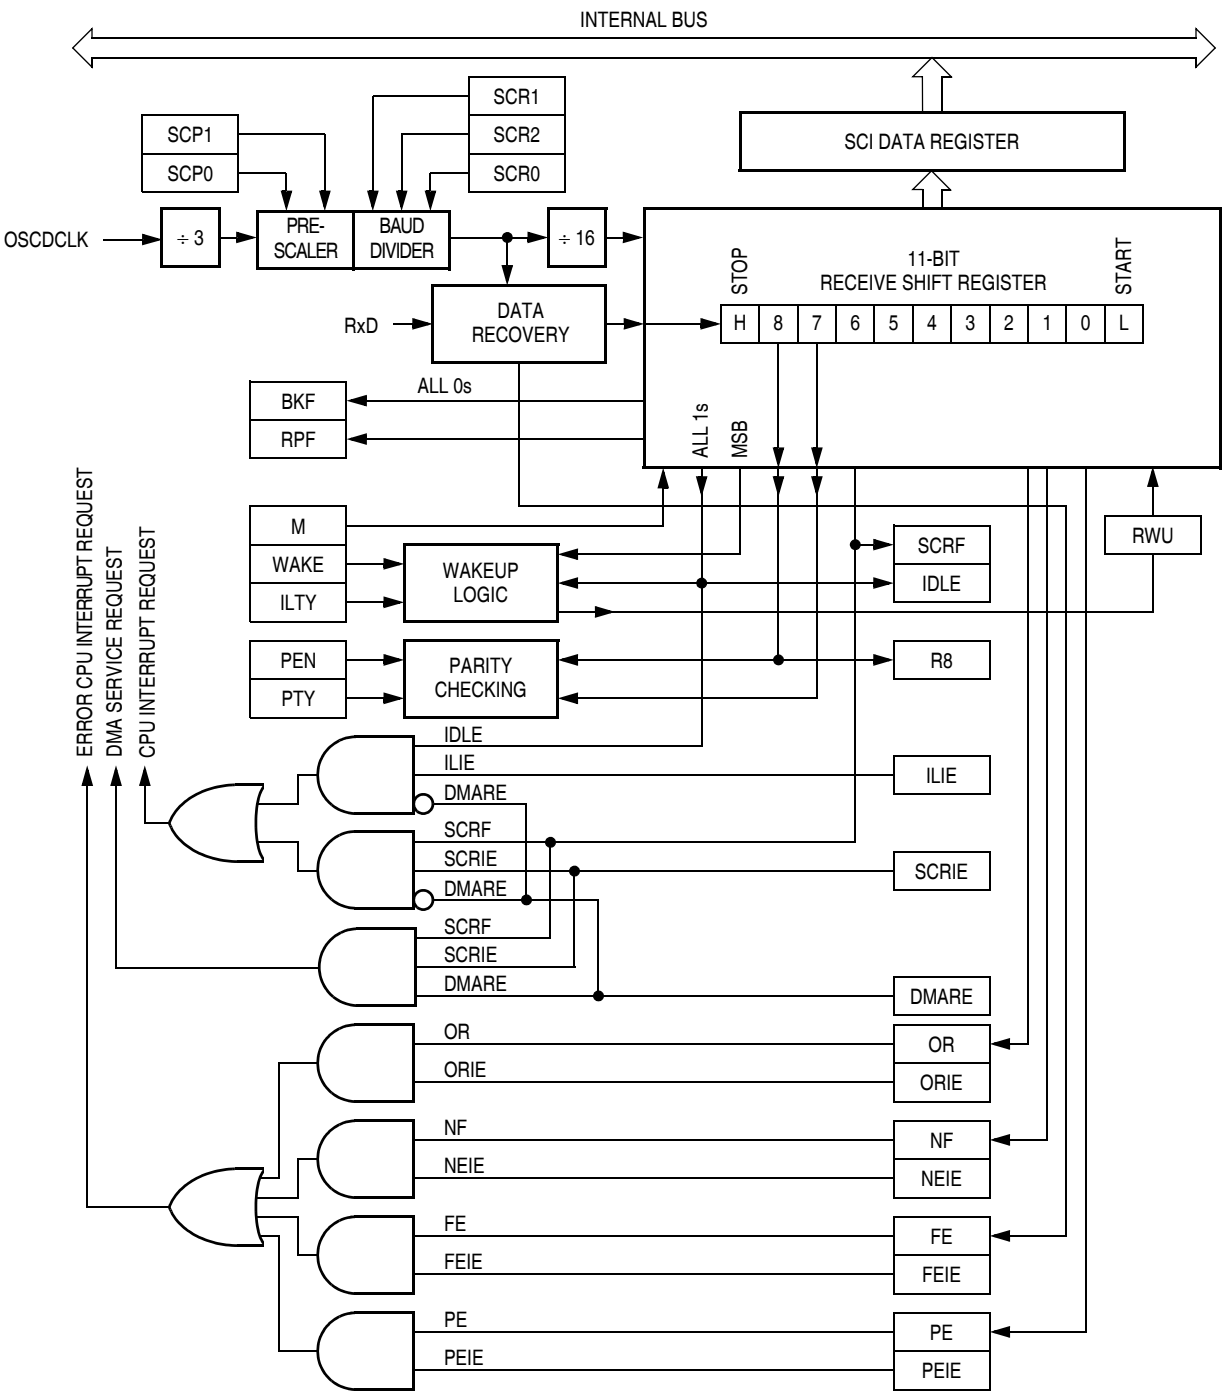 INTERNAL BUS
SCR1
SCR2
SCR0
SCP1
SCP0
SCI DATA REGISTER
OSCDCLK
÷ 3
PRE-
SCALER
BAUD
DIVIDER
÷ 16
STOP
11-BIT
RECEIVE SHIFT REGISTER
START
H 8 7 6 5 4 3 2 1 0 L
RxD
DATA
RECOVERY
ALL 0s
BKF
RPF
ALL 1s
MSB
M
WAKE
ILTY
WAKEUP
LOGIC
SCRF
IDLE
RWU
PEN
PTY
PARITY
CHECKING
R8
ERROR CPU INTERRUPT REQUEST
DMA SERVICE REQUEST
CPU INTERRUPT REQUEST
IDLE
ILIE
ILIE
DMARE
SCRF
SCRIE
SCRIE
DMARE
SCRF
SCRIE
DMARE
DMARE
OR
OR
ORIE
ORIE
NF
NF
NEIE
NEIE
FE
FE
FEIE
FEIE
PE
PE
PEIE
PEIE